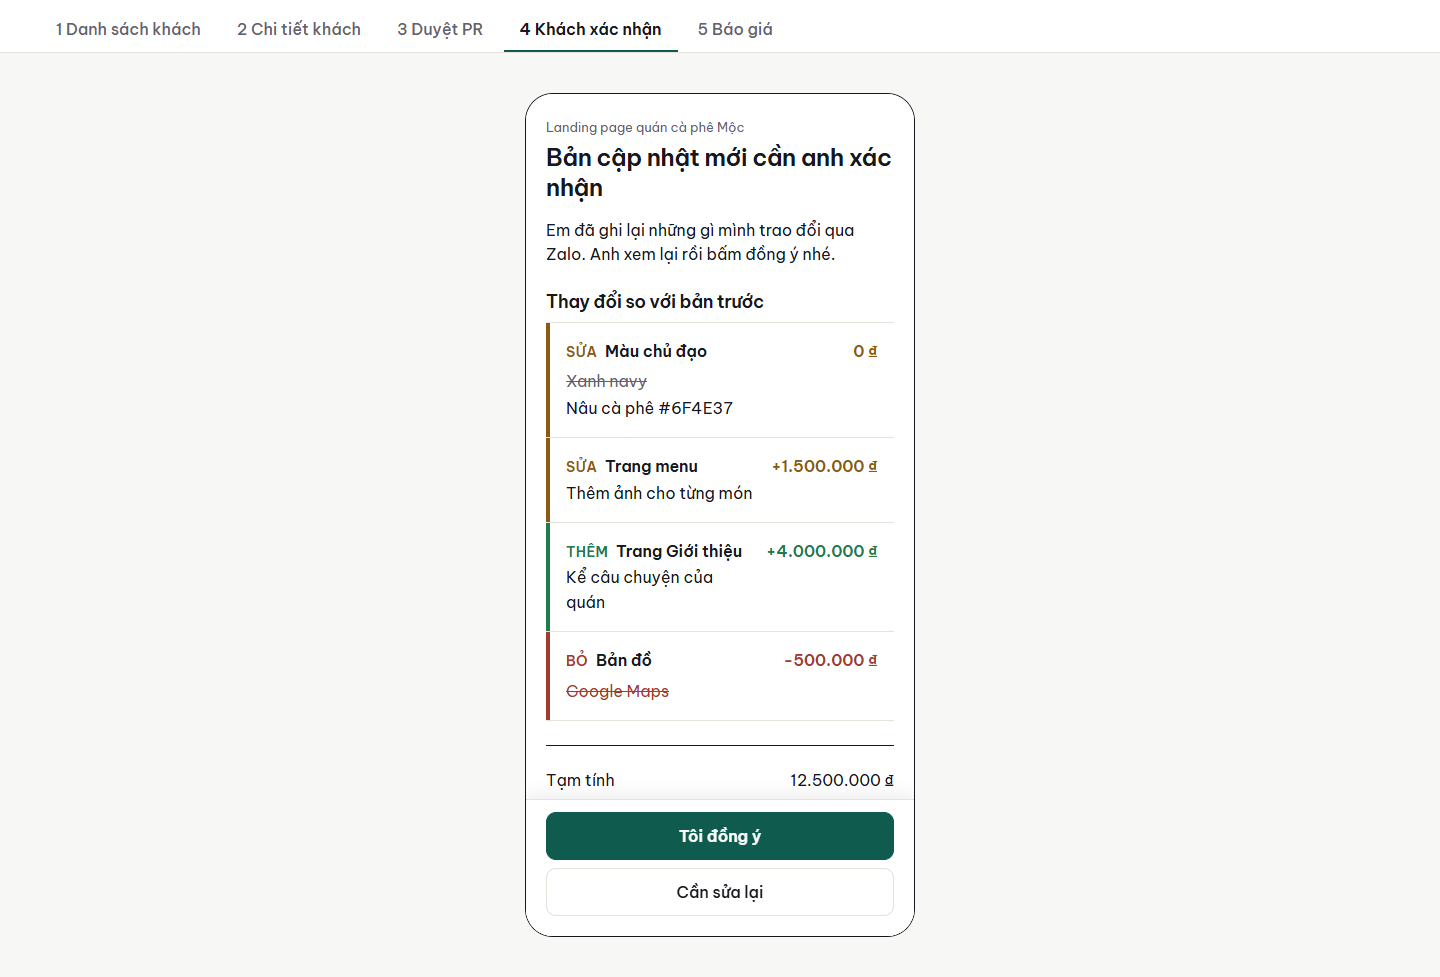 1 Danh sách khách
2 Chi tiết khách
3 Duyệt PR
4 Khách xác nhận
5 Báo giá
Landing page quán cà phê Mộc
Bản cập nhật mới cần anh xác
nhận
Em đã ghi lại những gì mình trao đổi qua
Zalo. Anh xem lại rồi bấm đồng ý nhé.
Thay đổi so với bản trước
SỬA Màu chủ đạo 0 ₫
Xanh navy
Nâu cà phê #6F4E37
SỬA Trang menu +1.500.000 ₫
Thêm ảnh cho từng món
THÊM Trang Giới thiệu +4.000.000 ₫
Kể câu chuyện của
quán
BỎ Bản đồ -500.000 ₫
Google Maps
Tạm tính 12.500.000 ₫
Tôi đồng ý
Cần sửa lại